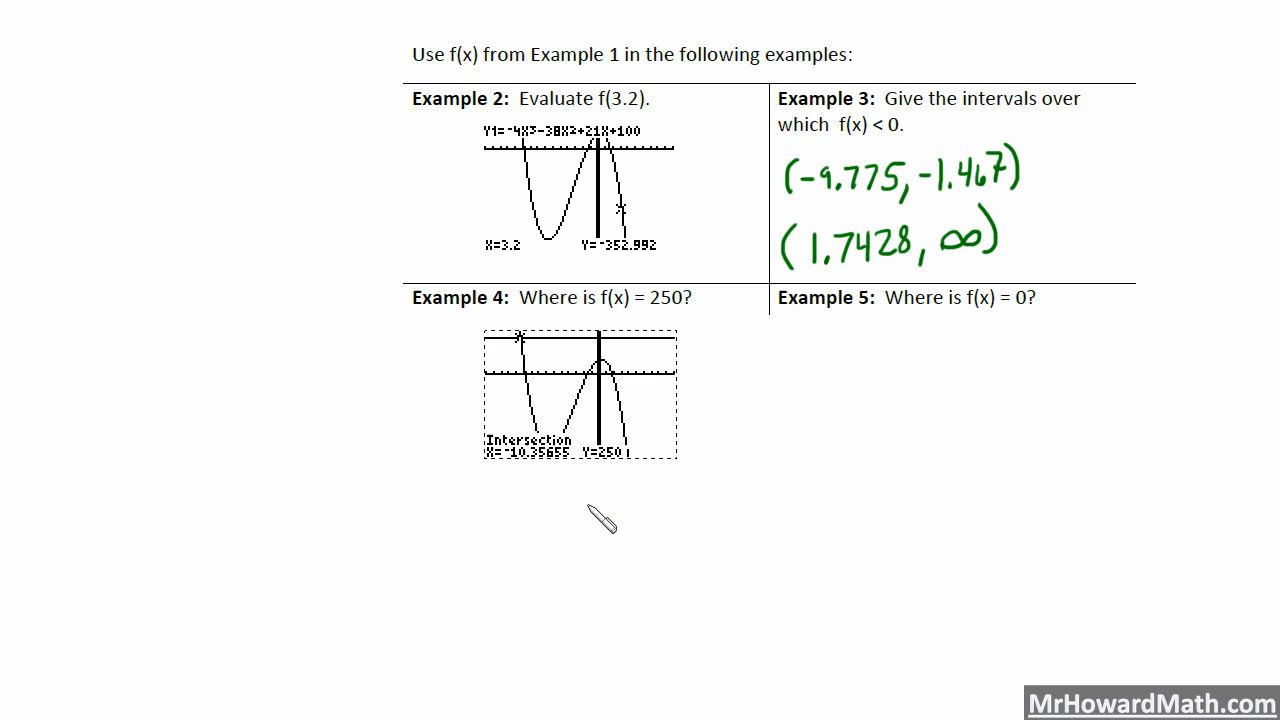 Use f(x) from Example 1 in the following examples:
Example 2: Evaluate f(3.2).
Y1=-4X³-38X²+21X+100
X=3.2 Y=-352.992
Example 3: Give the intervals over
which f(x) < 0.
(-9.775, -1.467)
(1.7428, ∞)
Example 4: Where is f(x) = 250?
Intersection
X=-10.35655 Y=250
Example 5: Where is f(x) = 0?
MrHowardMath.com